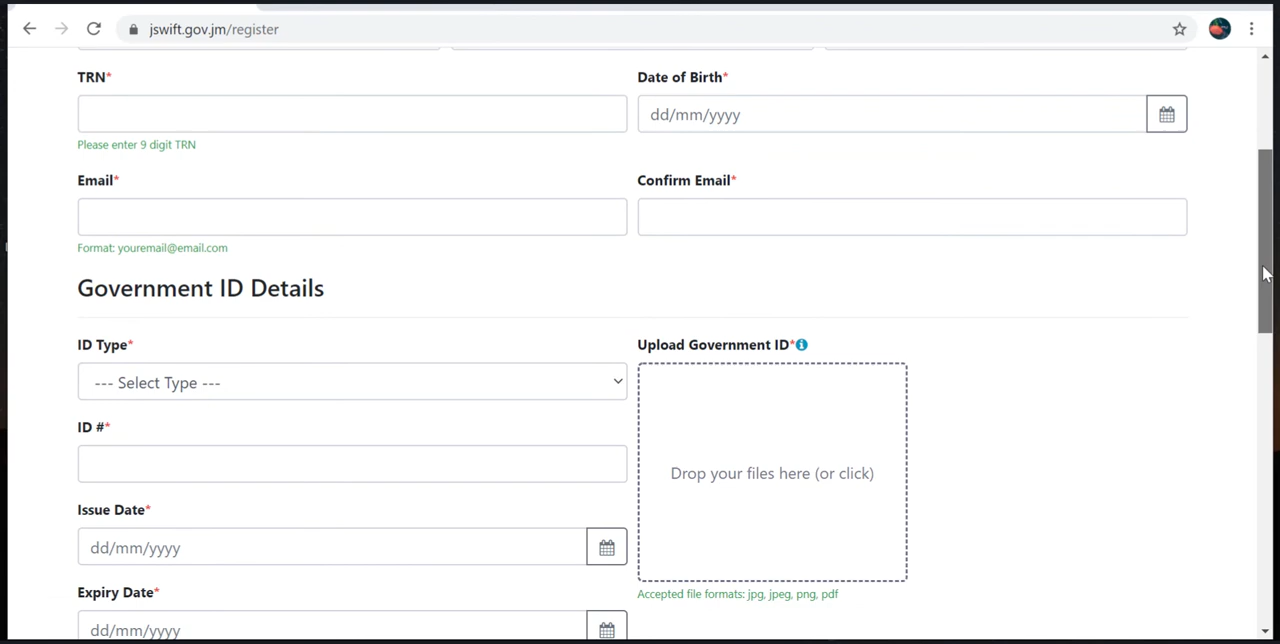 jswift.gov.jm/register
TRN* Date of Birth*
dd/mm/yyyy
Please enter 9 digit TRN
Email* Confirm Email*
Format: youremail@email.com
Government ID Details
ID Type* Upload Government ID*
--- Select Type ---
ID #*
Drop your files here (or click)
Issue Date*
dd/mm/yyyy
Expiry Date* Accepted file formats: jpg, jpeg, png, pdf
dd/mm/yyyy